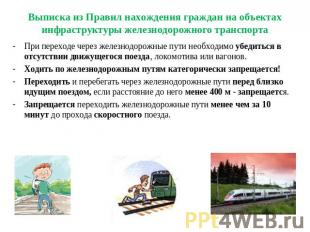 Выписка из Правил нахождения граждан на объектах
инфраструктуры железнодорожного транспорта
- При переходе через железнодорожные пути необходимо убедиться в
отсутствии движущегося поезда, локомотива или вагонов.
- Ходить по железнодорожным путям категорически запрещается!
- Переходить и перебегать через железнодорожные пути перед близко
идущим поездом, если расстояние до него менее 400 м - запрещается.
- Запрещается переходить железнодорожные пути менее чем за 10
минут до прохода скоростного поезда.
PPT4WEB.ru